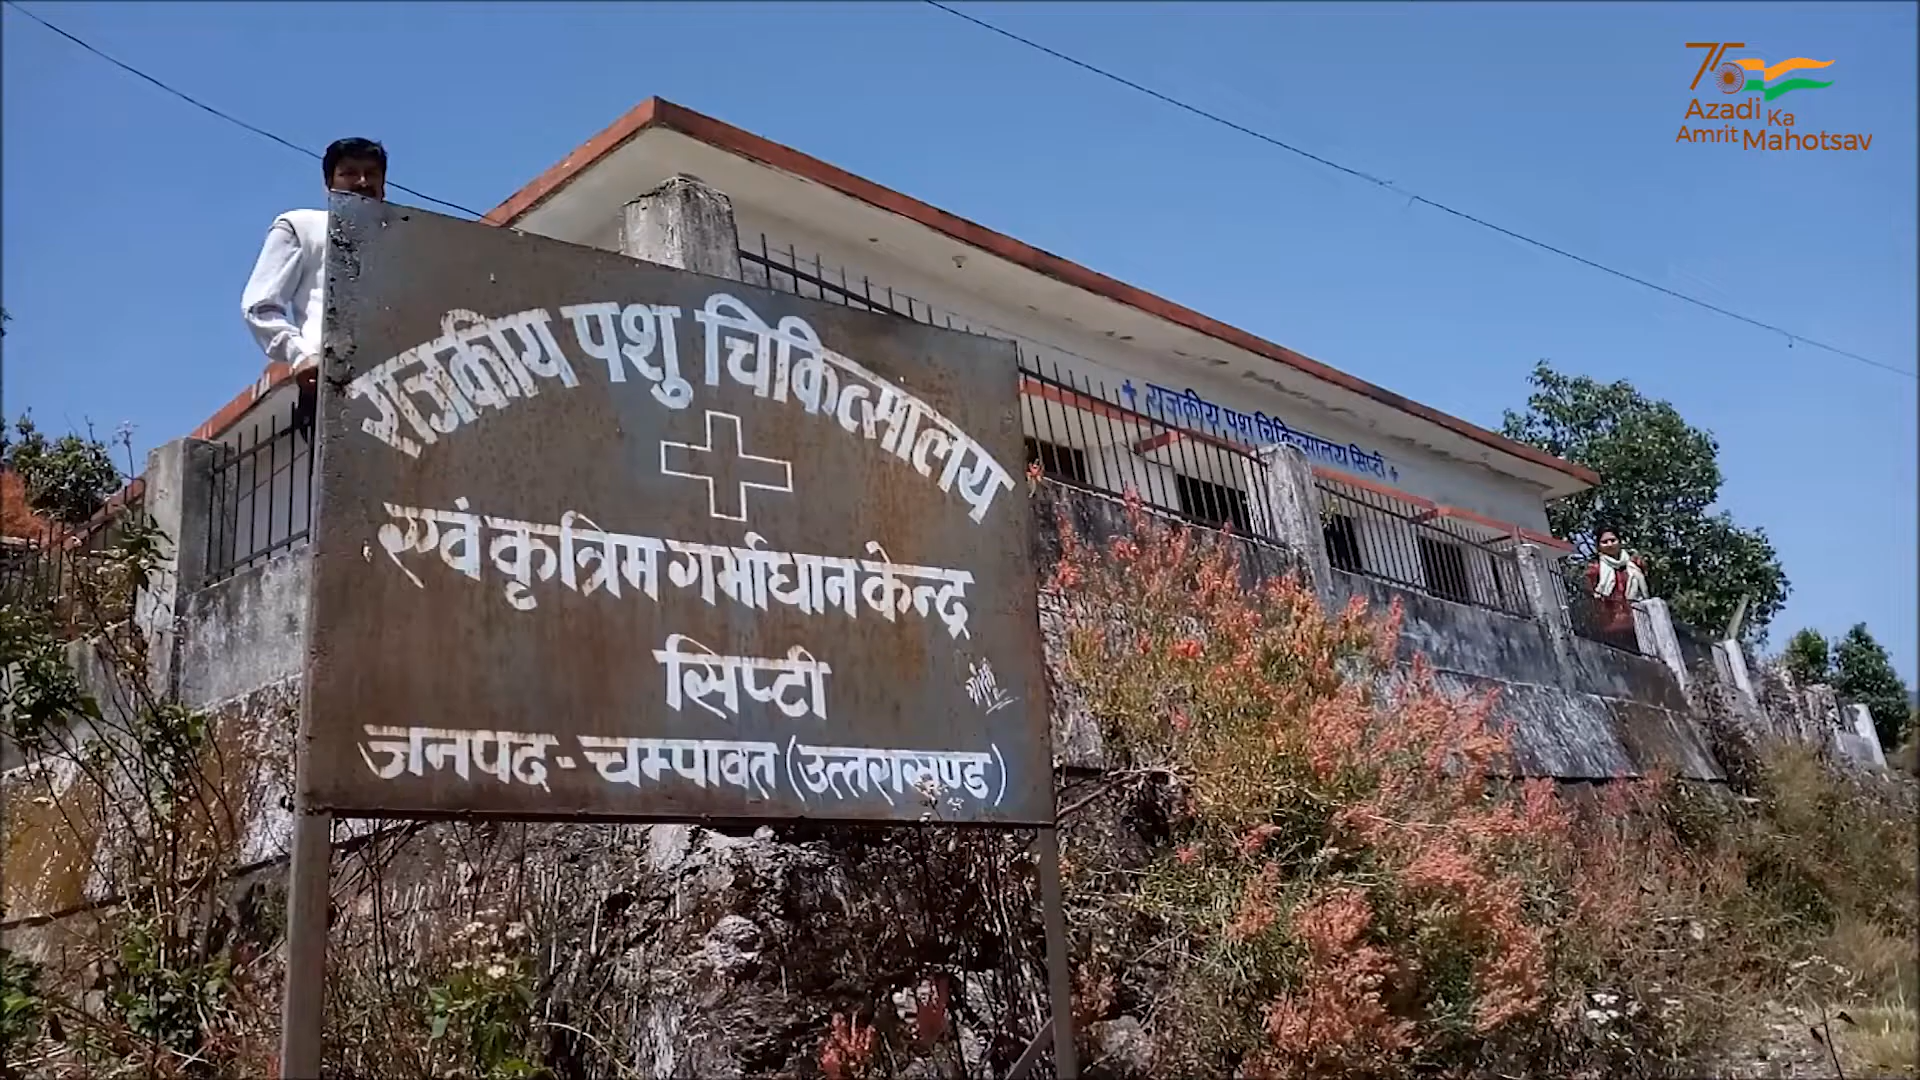 राजकीय पशु चिकित्सालय
एवं कृत्रिम गर्भाधान केन्द्र
सिप्टी
जनपद - चम्पावत (उत्तराखण्ड)
राजकीय पशु चिकित्सालय सिप्टी
75
Azadi Ka
Amrit Mahotsav